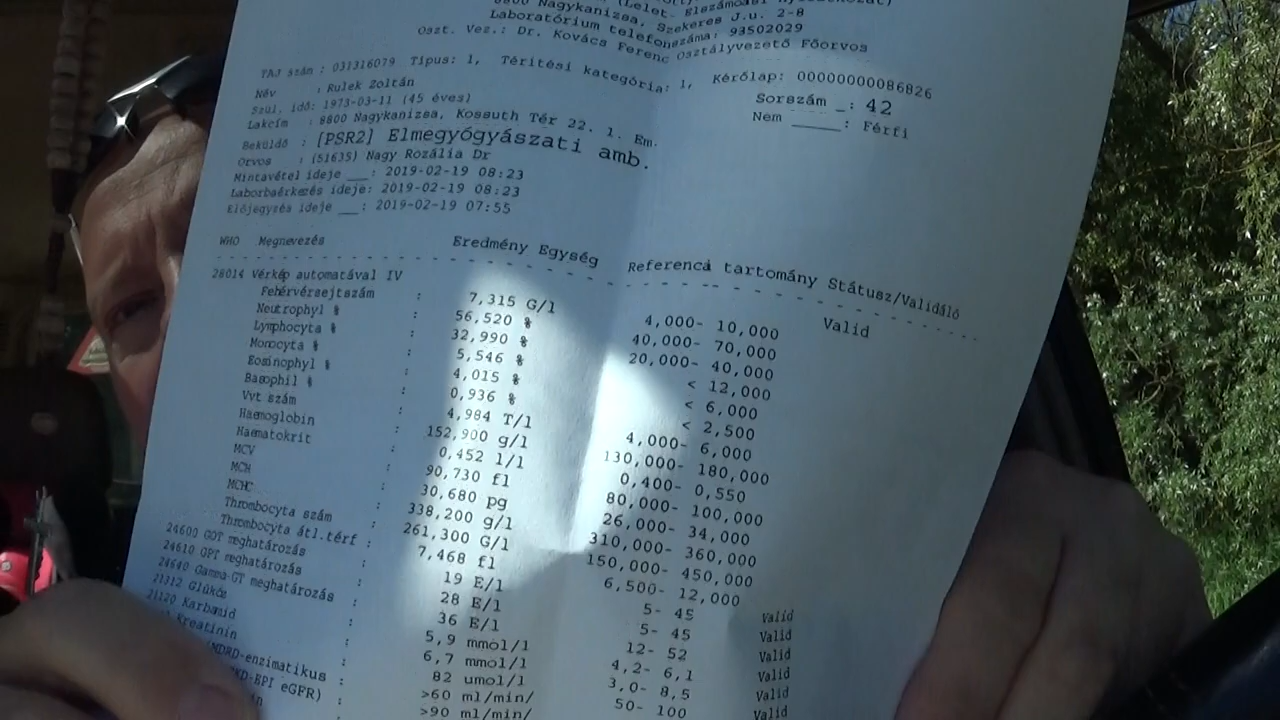 (Lelet- Elszámolási
8800 Nagykanizsa, Szekeres J.u. 2-8
Laboratórium telefonszáma: 93502029
Oszt. Vez.: Dr. Kovács Ferenc Osztályvezető Főorvos
TAJ szám : 031316079 Típus: 1, Térítési kategória: 1, Kérőlap: 00000000086826
Név : Rulek Zoltán Sorszám _: 42
Szül. idő: 1973-03-11 (45 éves) Nem _____: Férfi
Lakcím : 8800 Nagykanizsa, Kossuth Tér 22. 1. Em.
Beküldő : [PSR2] Elmegyógyászati amb.
Orvos : (51635) Nagy Rozália Dr
Mintavétel ideje ___: 2019-02-19 08:23
Laborbaérkezés ideje: 2019-02-19 08:23
Előjegyzés ideje ___: 2019-02-19 07:55
WHO Megnevezés Eredmény Egység Referencia tartomány Státusz/Validáló
28014 Vérkép automatával IV Valid
Fehérvérsejtszám : 7,315 G/l 4,000- 10,000
Neutrophyl % : 56,520 % 40,000- 70,000
Lymphocyta % : 32,990 % 20,000- 40,000
Monocyta % : 5,546 % < 12,000
Eosinophyl % : 4,015 % < 6,000
Basophil % : 0,936 % < 2,500
Vvt szám : 4,984 T/l 4,000- 6,000
Haemoglobin : 152,900 g/l 130,000- 180,000
Haematokrit : 0,452 l/l 0,400- 0,550
MCV : 90,730 fl 80,000- 100,000
MCH : 30,680 pg 26,000- 34,000
MCHC : 338,200 g/l 310,000- 360,000
Thrombocyta szám : 261,300 G/l 150,000- 450,000
Thrombocyta átl.térf : 7,468 fl 6,500- 12,000
24600 GOT meghatározás : 19 E/l 5- 45 Valid
24610 GPT meghatározás : 28 E/l 5- 45 Valid
24640 Gamma-GT meghatározás : 36 E/l 12- 52 Valid
21312 Glükóz : 5,9 mmol/l 4,2- 6,1 Valid
21120 Karbamid : 6,7 mmol/l 3,0- 8,5 Valid
Kreatinin : 82 umol/l 50- 100 Valid
MDRD-enzimatikus : >60 ml/min/
KD-EPI eGFR) : >90 ml/min/